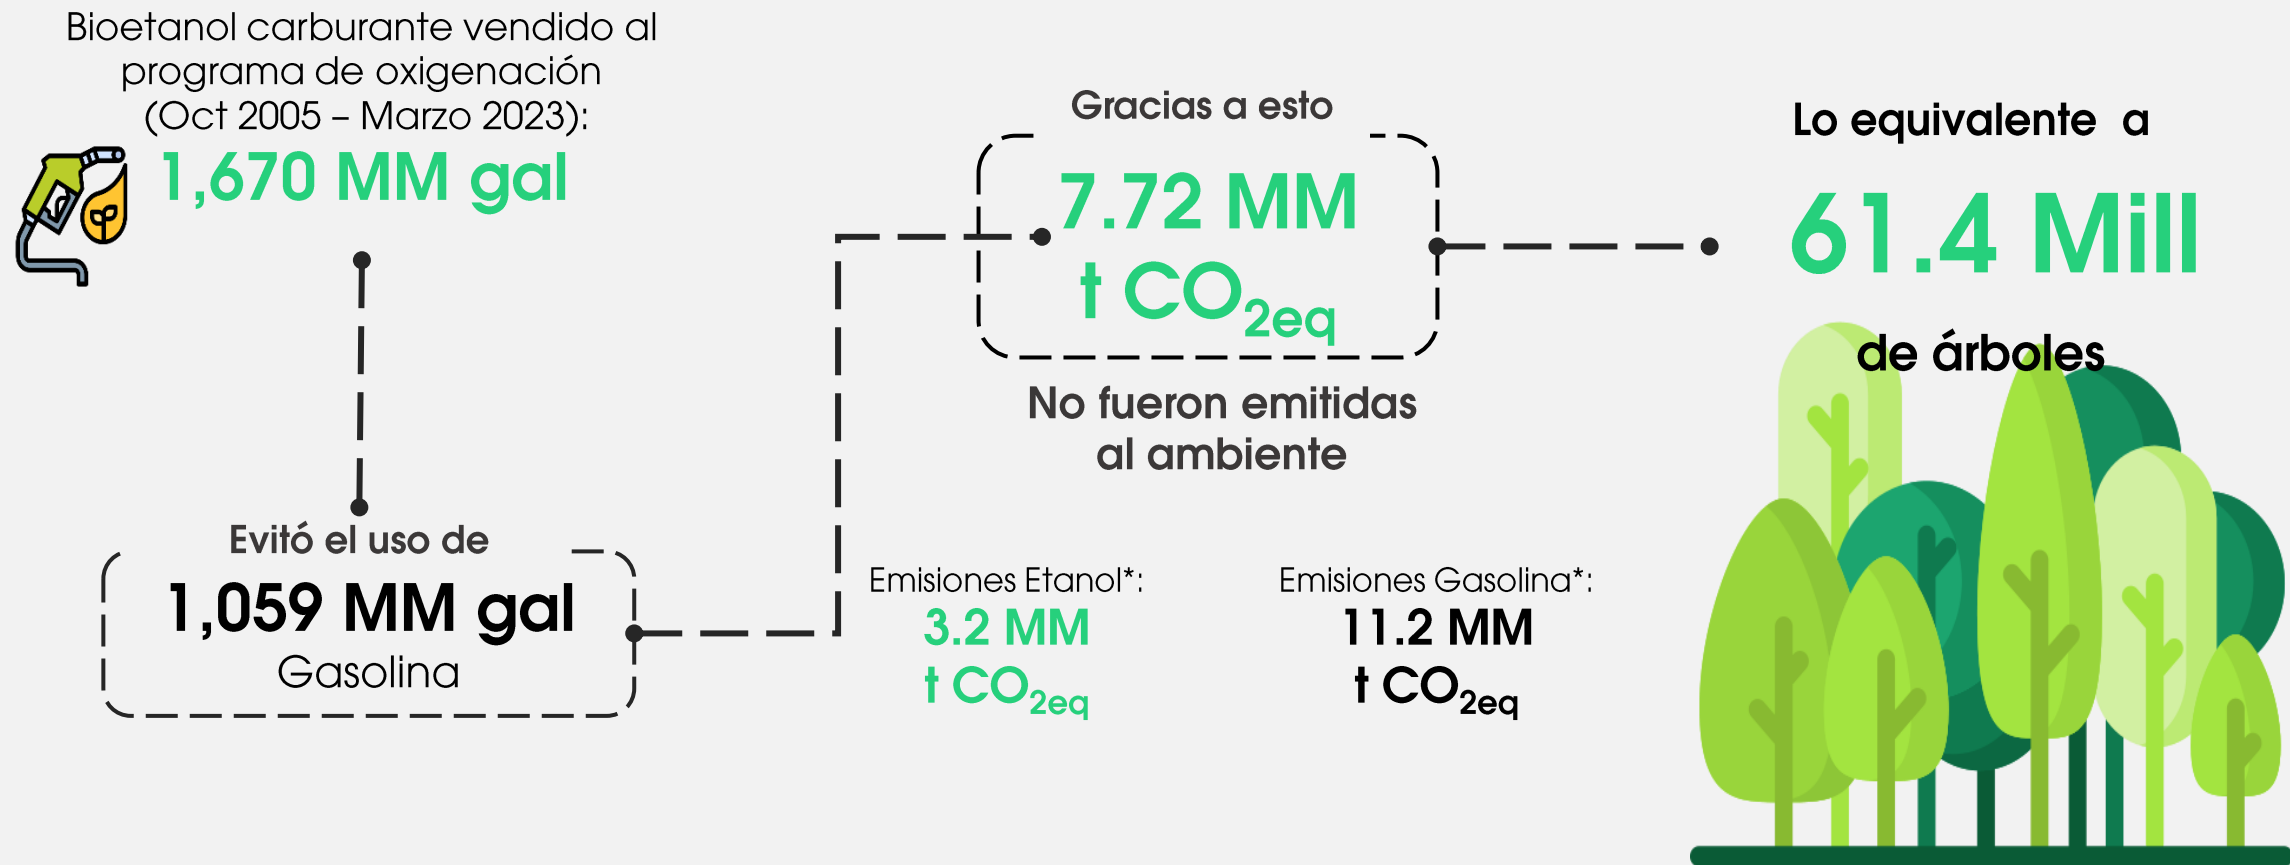 Bioetanol carburante vendido al
programa de oxigenación
(Oct 2005 – Marzo 2023):
1,670 MM gal
Evitó el uso de
1,059 MM gal
Gasolina
Gracias a esto
7.72 MM
t CO2eq
No fueron emitidas
al ambiente
Emisiones Etanol*:
3.2 MM
t CO2eq
Emisiones Gasolina*:
11.2 MM
t CO2eq
Lo equivalente a
61.4 Mill
de árboles